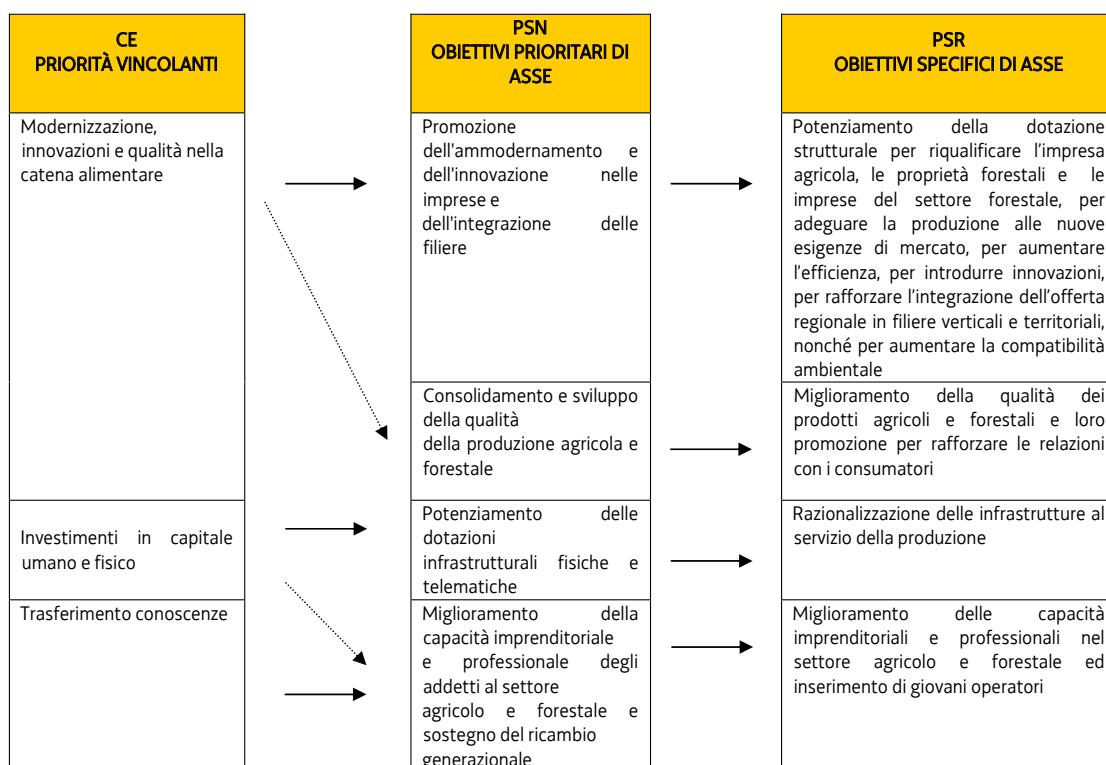 CE
PRIORITÀ VINCOLANTI
PSN
OBIETTIVI PRIORITARI DI
ASSE
PSR
OBIETTIVI SPECIFICI DI ASSE
Modernizzazione,
innovazioni e qualità nella
catena alimentare
Promozione
dell'ammodernamento e
dell'innovazione nelle
imprese e
dell'integrazione delle
filiere
Potenziamento della dotazione
strutturale per riqualificare l'impresa
agricola, le proprietà forestali e le
imprese del settore forestale, per
adeguare la produzione alle nuove
esigenze di mercato, per aumentare
l'efficienza, per introdurre innovazioni,
per rafforzare l'integrazione dell'offerta
regionale in filiere verticali e territoriali,
nonché per aumentare la compatibilità
ambientale
Consolidamento e sviluppo
della qualità
della produzione agricola e
forestale
Miglioramento della qualità dei
prodotti agricoli e forestali e loro
promozione per rafforzare le relazioni
con i consumatori
Investimenti in capitale
umano e fisico
Potenziamento delle
dotazioni
infrastrutturali fisiche e
telematiche
Razionalizzazione delle infrastrutture al
servizio della produzione
Trasferimento conoscenze
Miglioramento della
capacità imprenditoriale
e professionale degli
addetti al settore
agricolo e forestale e
sostegno del ricambio
generazionale
Miglioramento delle capacità
imprenditoriali e professionali nel
settore agricolo e forestale ed
inserimento di giovani operatori